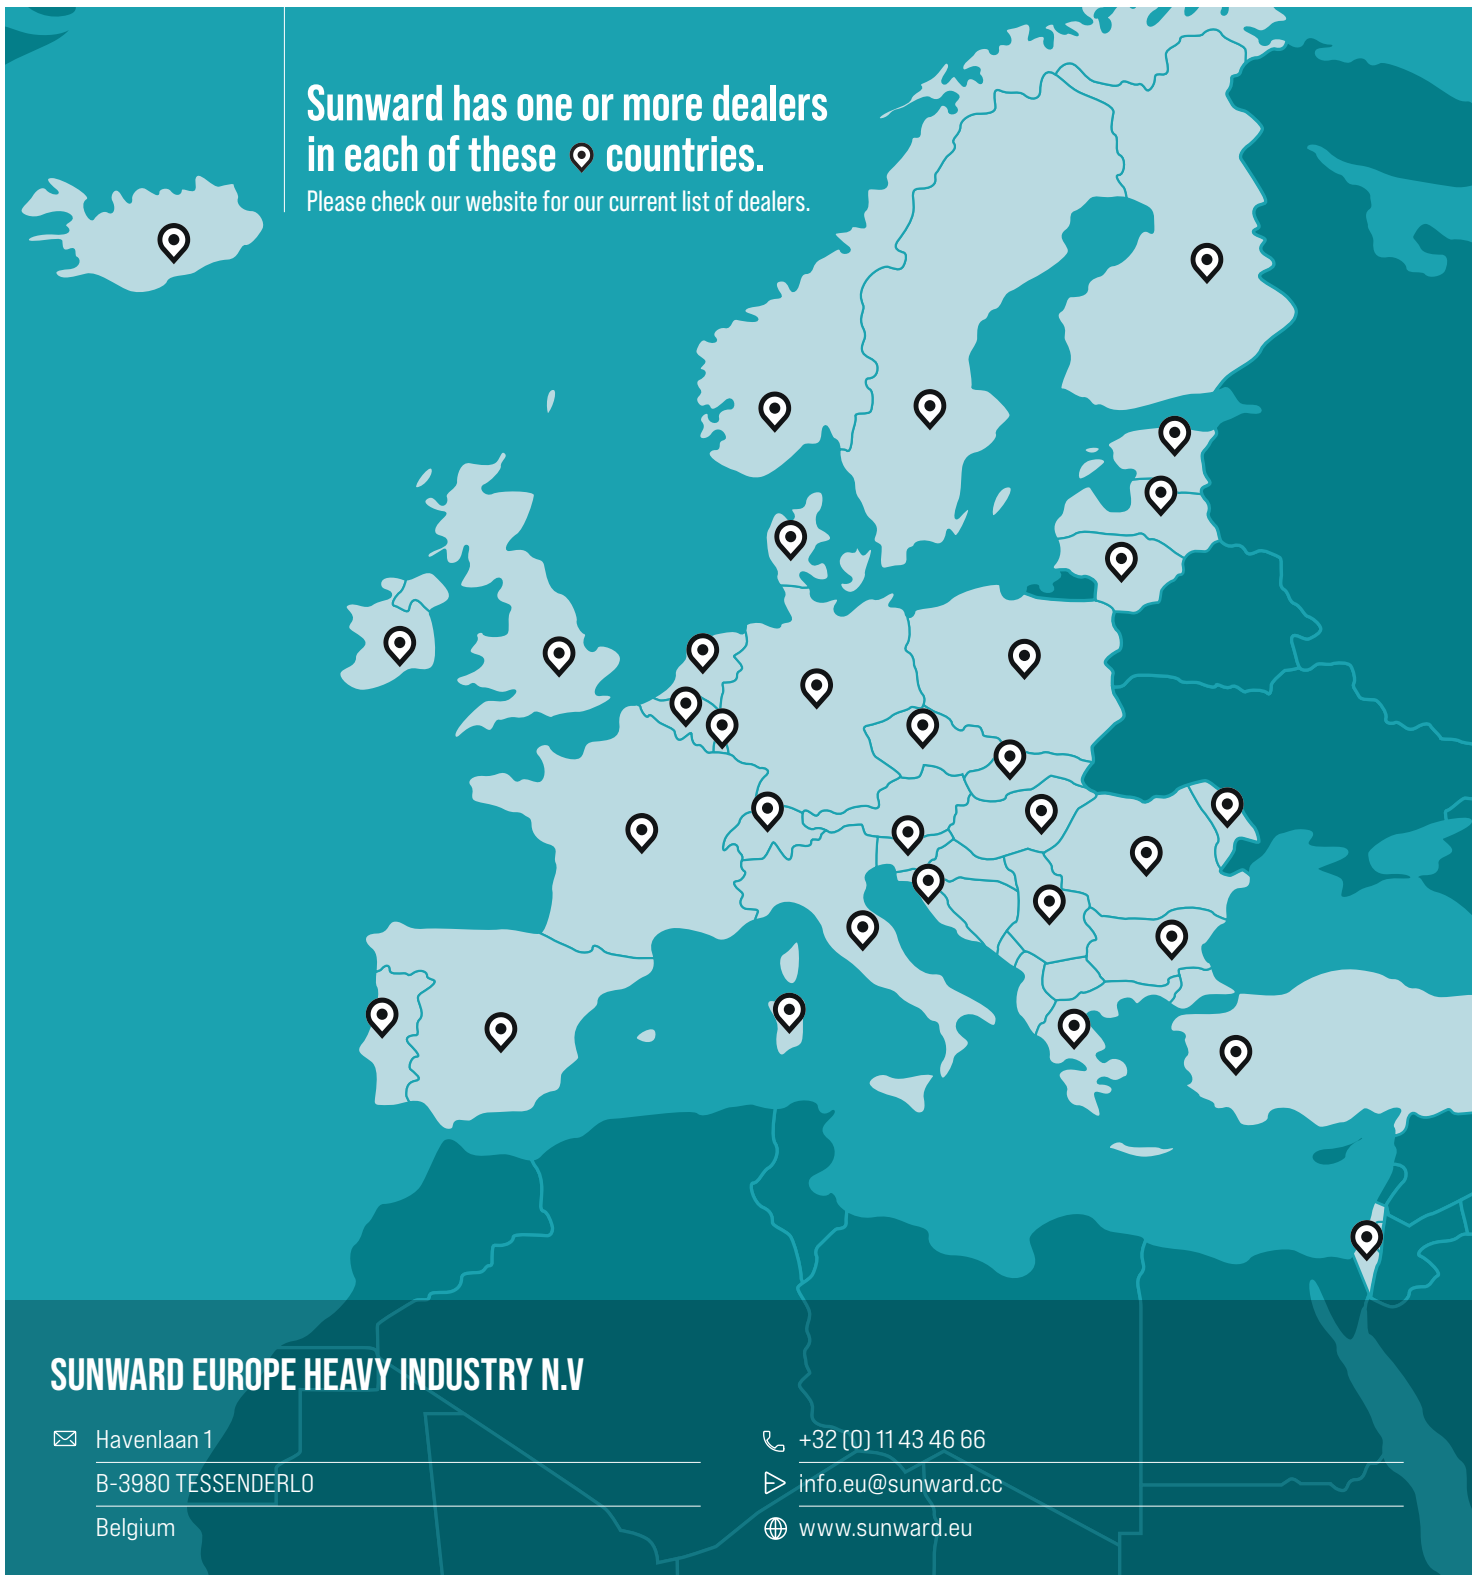 Sunward has one or more dealers
in each of these countries.
Please check our website for our current list of dealers.
SUNWARD EUROPE HEAVY INDUSTRY N.V
Havenlaan 1
B-3980 TESSENDERLO
Belgium
+32 (0) 11 43 46 66
info.eu@sunward.cc
www.sunward.eu